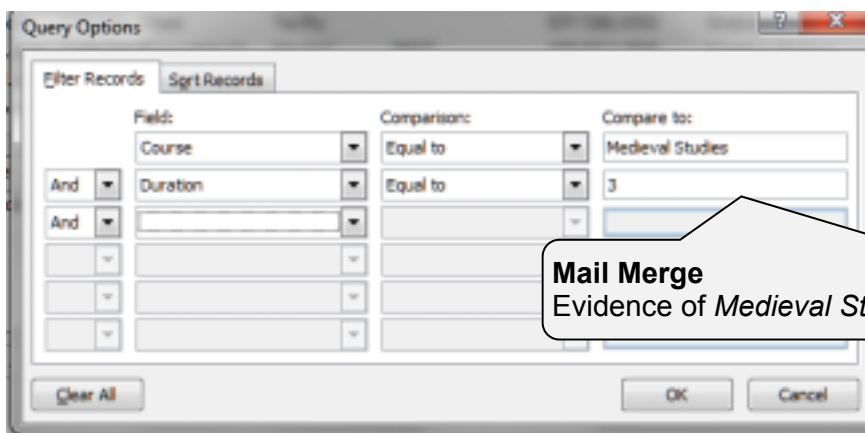 Query Options
Filter Records Sort Records
Field: Comparison: Compare to:
Course Equal to Medieval Studies
And Duration Equal to 3
And
Mail Merge
Evidence of Medieval St
Clear All OK Cancel